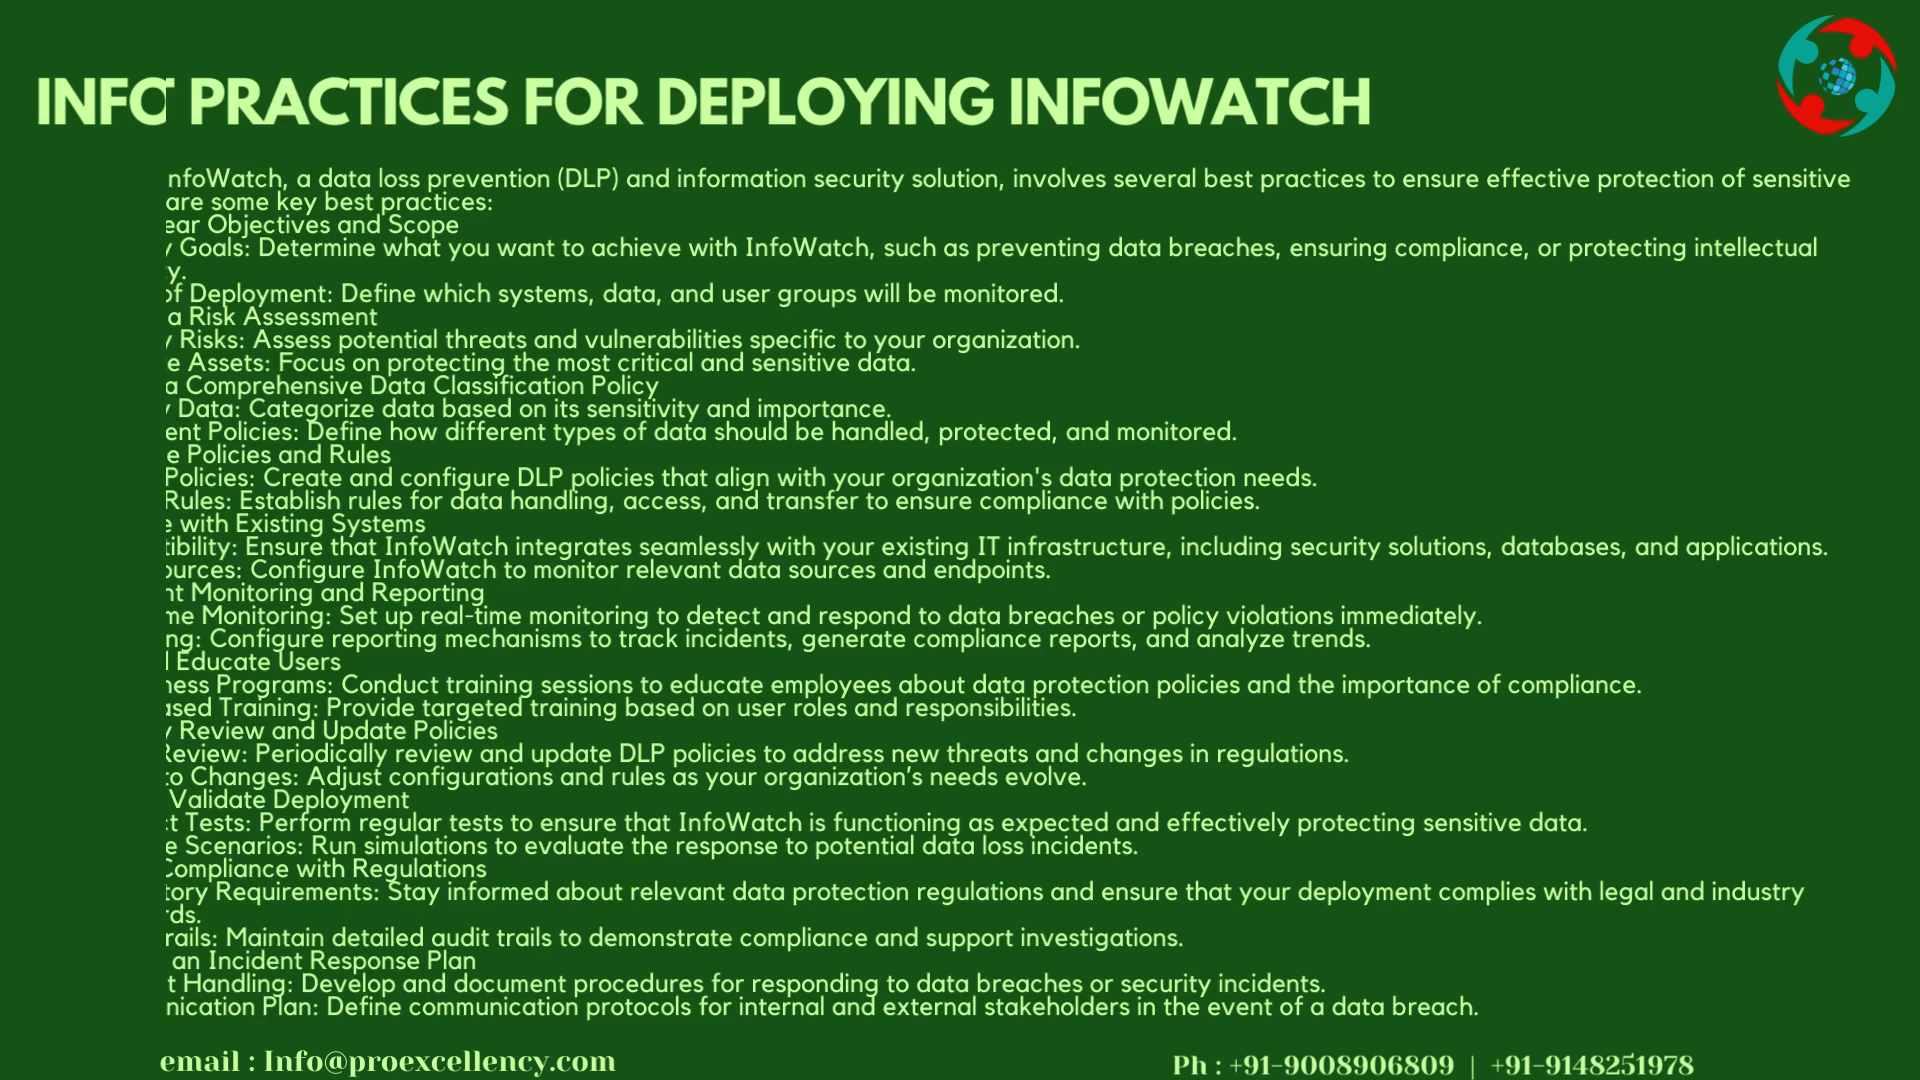 INFO PRACTICES FOR DEPLOYING INFOWATCH
nfoWatch, a data loss prevention (DLP) and information security solution, involves several best practices to ensure effective protection of sensitive
are some key best practices:
ear Objectives and Scope
y Goals: Determine what you want to achieve with InfoWatch, such as preventing data breaches, ensuring compliance, or protecting intellectual
y.
of Deployment: Define which systems, data, and user groups will be monitored.
a Risk Assessment
y Risks: Assess potential threats and vulnerabilities specific to your organization.
e Assets: Focus on protecting the most critical and sensitive data.
a Comprehensive Data Classification Policy
y Data: Categorize data based on its sensitivity and importance.
ent Policies: Define how different types of data should be handled, protected, and monitored.
e Policies and Rules
Policies: Create and configure DLP policies that align with your organization's data protection needs.
Rules: Establish rules for data handling, access, and transfer to ensure compliance with policies.
e with Existing Systems
tibility: Ensure that InfoWatch integrates seamlessly with your existing IT infrastructure, including security solutions, databases, and applications.
ources: Configure InfoWatch to monitor relevant data sources and endpoints.
nt Monitoring and Reporting
me Monitoring: Set up real-time monitoring to detect and respond to data breaches or policy violations immediately.
ng: Configure reporting mechanisms to track incidents, generate compliance reports, and analyze trends.
d Educate Users
ness Programs: Conduct training sessions to educate employees about data protection policies and the importance of compliance.
ased Training: Provide targeted training based on user roles and responsibilities.
y Review and Update Policies
Review: Periodically review and update DLP policies to address new threats and changes in regulations.
to Changes: Adjust configurations and rules as your organization’s needs evolve.
Validate Deployment
ct Tests: Perform regular tests to ensure that InfoWatch is functioning as expected and effectively protecting sensitive data.
e Scenarios: Run simulations to evaluate the response to potential data loss incidents.
Compliance with Regulations
tory Requirements: Stay informed about relevant data protection regulations and ensure that your deployment complies with legal and industry
rds.
rails: Maintain detailed audit trails to demonstrate compliance and support investigations.
an Incident Response Plan
t Handling: Develop and document procedures for responding to data breaches or security incidents.
nication Plan: Define communication protocols for internal and external stakeholders in the event of a data breach.
email : Info@proexcellency.com
Ph : +91-9008906809 | +91-9148251978